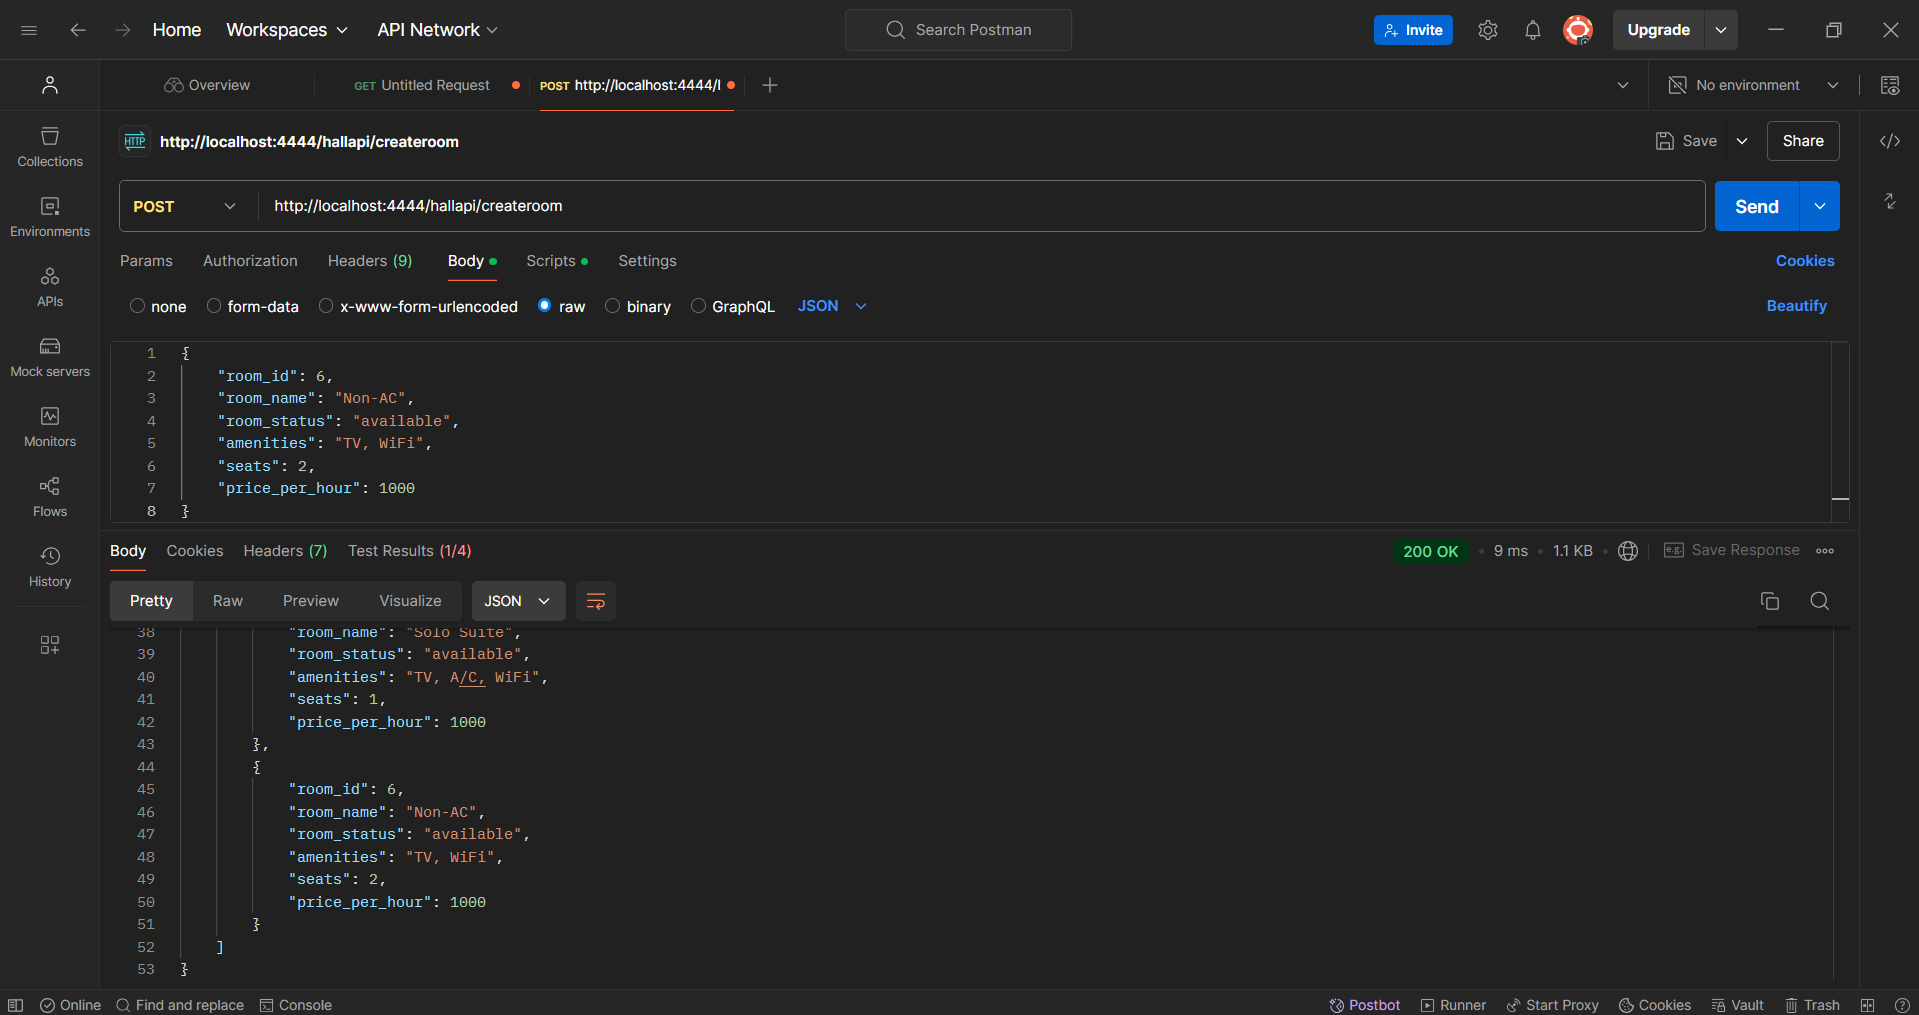 Home Workspaces API Network Search Postman Invite Upgrade
Overview GET Untitled Request POST http://localhost:4444/l No environment
HTTP http://localhost:4444/hallapi/createroom Save Share
Collections
Environments
APIs
Mock servers
Monitors
Flows
History
POST http://localhost:4444/hallapi/createroom Send
Params Authorization Headers (9) Body Scripts Settings Cookies
none form-data x-www-form-urlencoded raw binary GraphQL JSON Beautify
1 {
2 "room_id": 6,
3 "room_name": "Non-AC",
4 "room_status": "available",
5 "amenities": "TV, WiFi",
6 "seats": 2,
7 "price_per_hour": 1000
8 }
Body Cookies Headers (7) Test Results (1/4) 200 OK 9 ms 1.1 KB e.g. Save Response
Pretty Raw Preview Visualize JSON
38 "room_name": "Solo Suite",
39 "room_status": "available",
40 "amenities": "TV, A/C, WiFi",
41 "seats": 1,
42 "price_per_hour": 1000
43 },
44 {
45 "room_id": 6,
46 "room_name": "Non-AC",
47 "room_status": "available",
48 "amenities": "TV, WiFi",
49 "seats": 2,
50 "price_per_hour": 1000
51 }
52 ]
53 }
Online Find and replace Console Postbot Runner Start Proxy Cookies Vault Trash